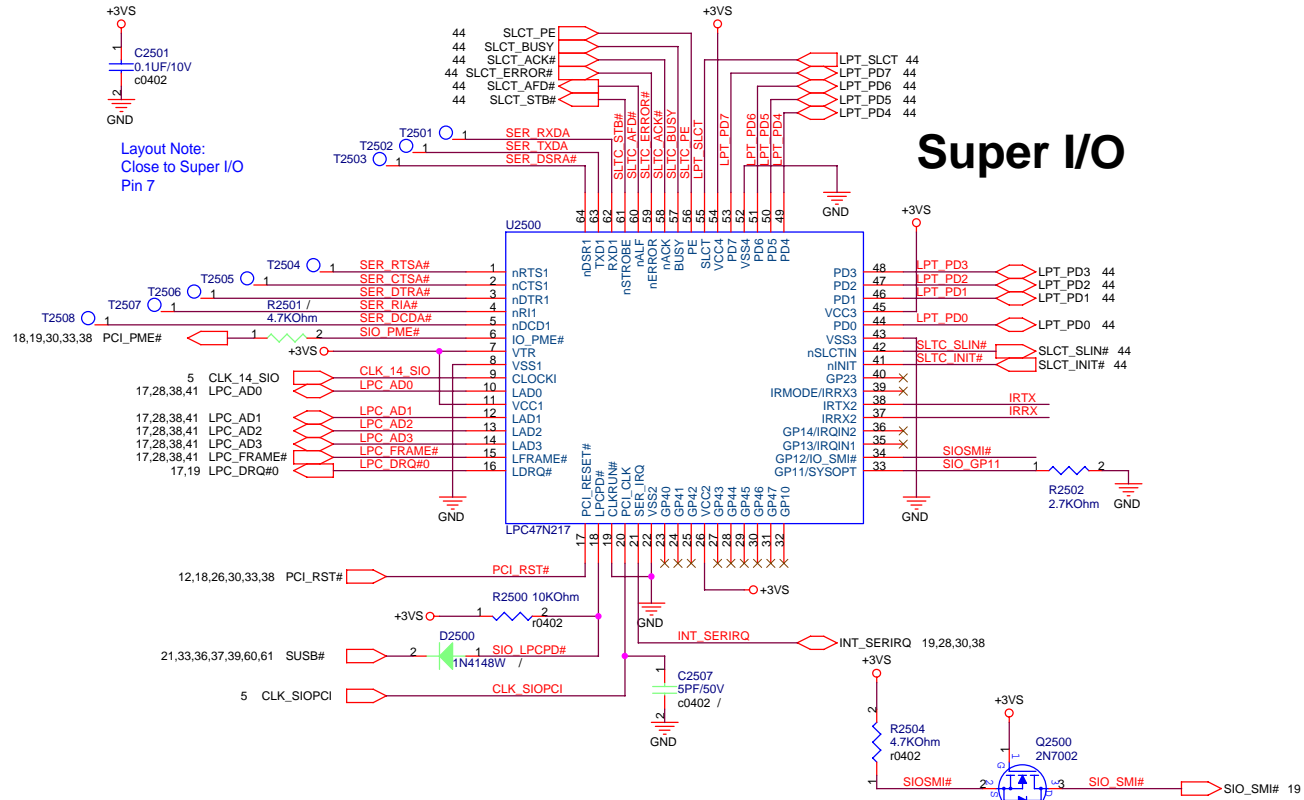 Super I/O
+3VS
1
C2501
0.1UF/10V
c0402
2
GND
Layout Note:
Close to Super I/O
Pin 7
44 SLCT_PE
44 SLCT_BUSY
44 SLCT_ACK#
44 SLCT_ERROR#
44 SLCT_AFD#
44 SLCT_STB#
+3VS
LPT_SLCT 44
LPT_PD7 44
LPT_PD6 44
LPT_PD5 44
LPT_PD4 44
SLTC_STB#
SLTC_AFD#
SLTC_ERROR#
SLTC_ACK#
SLTC_BUSY
SLTC_PE
LPT_SLCT
LPT_PD7
LPT_PD6
LPT_PD5
LPT_PD4
T2501 1 SER_RXDA
T2502 1 SER_TXDA
T2503 1 SER_DSRA#
GND
64 63 62 61 60 59 58 57 56 55 54 53 52 51 50 49
U2500
nDSR1
TXD1
RXD1
nSTROBE
nALF
nERROR
nACK
BUSY
PE
SLCT
VCC4
PD7
VSS4
PD6
PD5
PD4
T2504 1 SER_RTSA# 1 nRTS1
T2505 1 SER_CTSA# 2 nCTS1
T2506 1 SER_DTRA# 3 nDTR1
T2507 1 SER_RIA# 4 nRI1
T2508 1 SER_DCDA# 5 nDCD1
R2501 /
4.7KOhm
18,19,30,33,38 PCI_PME# 1 2 SIO_PME# 6 IO_PME#
+3VS 7 VTR
8 VSS1
5 CLK_14_SIO CLK_14_SIO 9 CLOCKI
17,28,38,41 LPC_AD0 LPC_AD0 10 LAD0
11 VCC1
17,28,38,41 LPC_AD1 LPC_AD1 12 LAD1
17,28,38,41 LPC_AD2 LPC_AD2 13 LAD2
17,28,38,41 LPC_AD3 LPC_AD3 14 LAD3
17,28,38,41 LPC_FRAME# LPC_FRAME# 15 LFRAME#
17,19 LPC_DRQ#0 LPC_DRQ#0 16 LDRQ#
GND
+3VS
PD3 48 LPT_PD3 LPT_PD3 44
PD2 47 LPT_PD2 LPT_PD2 44
PD1 46 LPT_PD1 LPT_PD1 44
VCC3 45
PD0 44 LPT_PD0 LPT_PD0 44
VSS3 43
nSLCTIN 42 SLTC_SLIN# SLCT_SLIN# 44
nINIT 41 SLTC_INIT# SLCT_INIT# 44
GP23 40
IRMODE/IRRX3 39
IRTX2 38 IRTX
IRRX2 37 IRRX
GP14/IRQIN2 36
GP13/IRQIN1 35
GP12/IO_SMI# 34 SIOSMI#
GP11/SYSOPT 33 SIO_GP11 1 2
R2502
2.7KOhm
GND
GND
PCI_RESET#
LPCPD#
CLKRUN#
PCI_CLK
SER_IRQ
VSS2
GP40
GP41
GP42
VCC2
GP43
GP44
GP45
GP46
GP47
GP10
LPC47N217
17 18 19 20 21 22 23 24 25 26 27 28 29 30 31 32
12,18,26,30,33,38 PCI_RST# PCI_RST#
GND
+3VS
+3VS 1 R2500 10KOhm 2
r0402
INT_SERIRQ INT_SERIRQ 19,28,30,38
D2500
21,33,36,37,39,60,61 SUSB# 2 1 SIO_LPCPD#
1N4148W /
5 CLK_SIOPCI CLK_SIOPCI
1
C2507
5PF/50V
c0402 /
2
GND
+3VS
2
R2504
4.7KOhm
r0402
1
+3VS
Q2500
2N7002
1
G
SIOSMI# 2 S D 3 SIO_SMI# SIO_SMI# 19